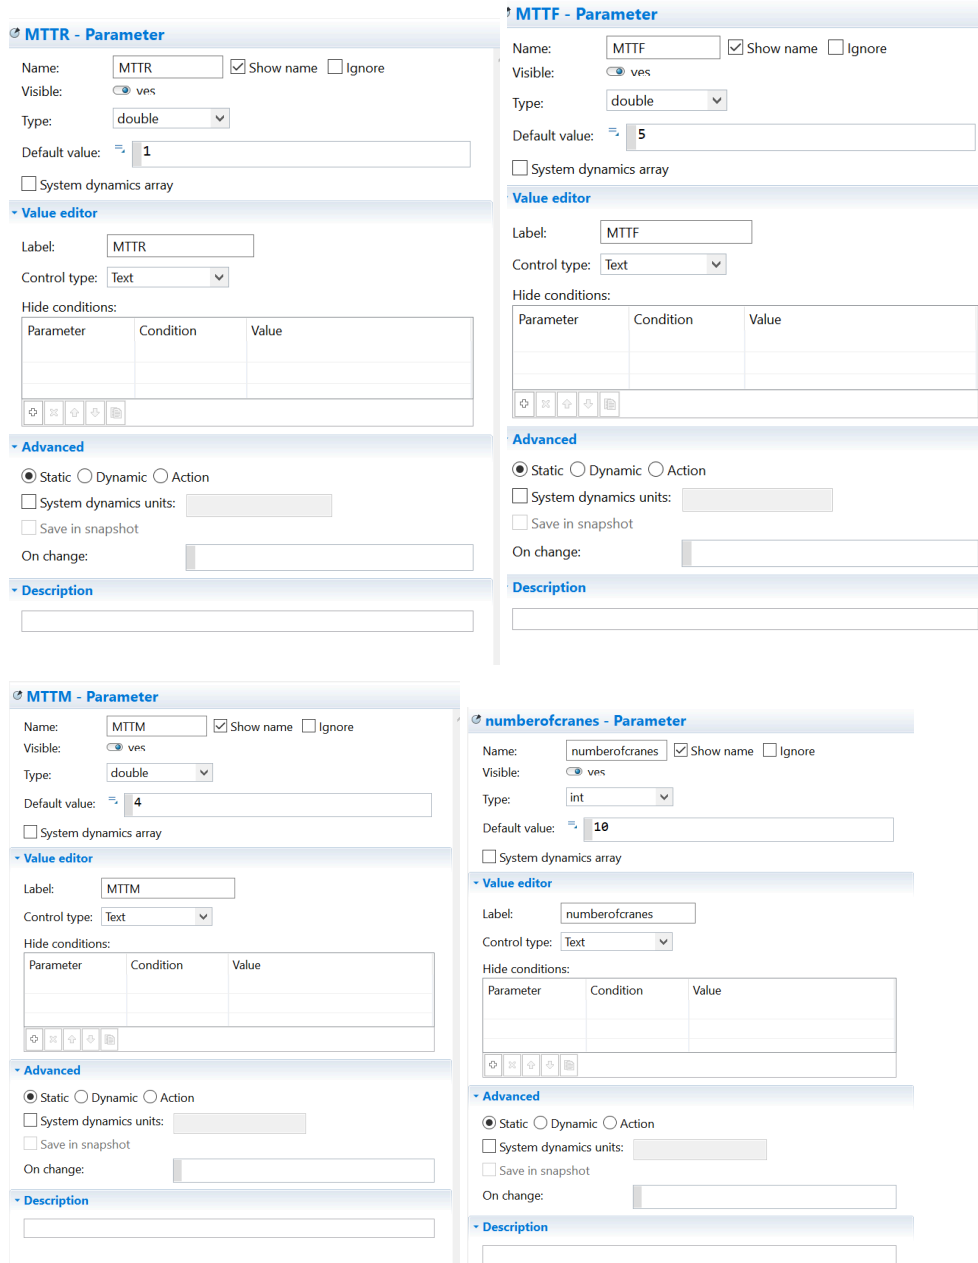 MTTR - Parameter
Name: MTTR Show name Ignore
Visible: yes
Type: double
Default value: 1
System dynamics array
Value editor
Label: MTTR
Control type: Text
Hide conditions:
Parameter Condition Value
Advanced
Static Dynamic Action
System dynamics units:
Save in snapshot
On change:
Description
MTTF - Parameter
Name: MTTF Show name Ignore
Visible: yes
Type: double
Default value: 5
System dynamics array
Value editor
Label: MTTF
Control type: Text
Hide conditions:
Parameter Condition Value
Advanced
Static Dynamic Action
System dynamics units:
Save in snapshot
On change:
Description
MTTM - Parameter
Name: MTTM Show name Ignore
Visible: yes
Type: double
Default value: 4
System dynamics array
Value editor
Label: MTTM
Control type: Text
Hide conditions:
Parameter Condition Value
Advanced
Static Dynamic Action
System dynamics units:
Save in snapshot
On change:
Description
numberofcranes - Parameter
Name: numberofcranes Show name Ignore
Visible: yes
Type: int
Default value: 10
System dynamics array
Value editor
Label: numberofcranes
Control type: Text
Hide conditions:
Parameter Condition Value
Advanced
Static Dynamic Action
System dynamics units:
Save in snapshot
On change:
Description